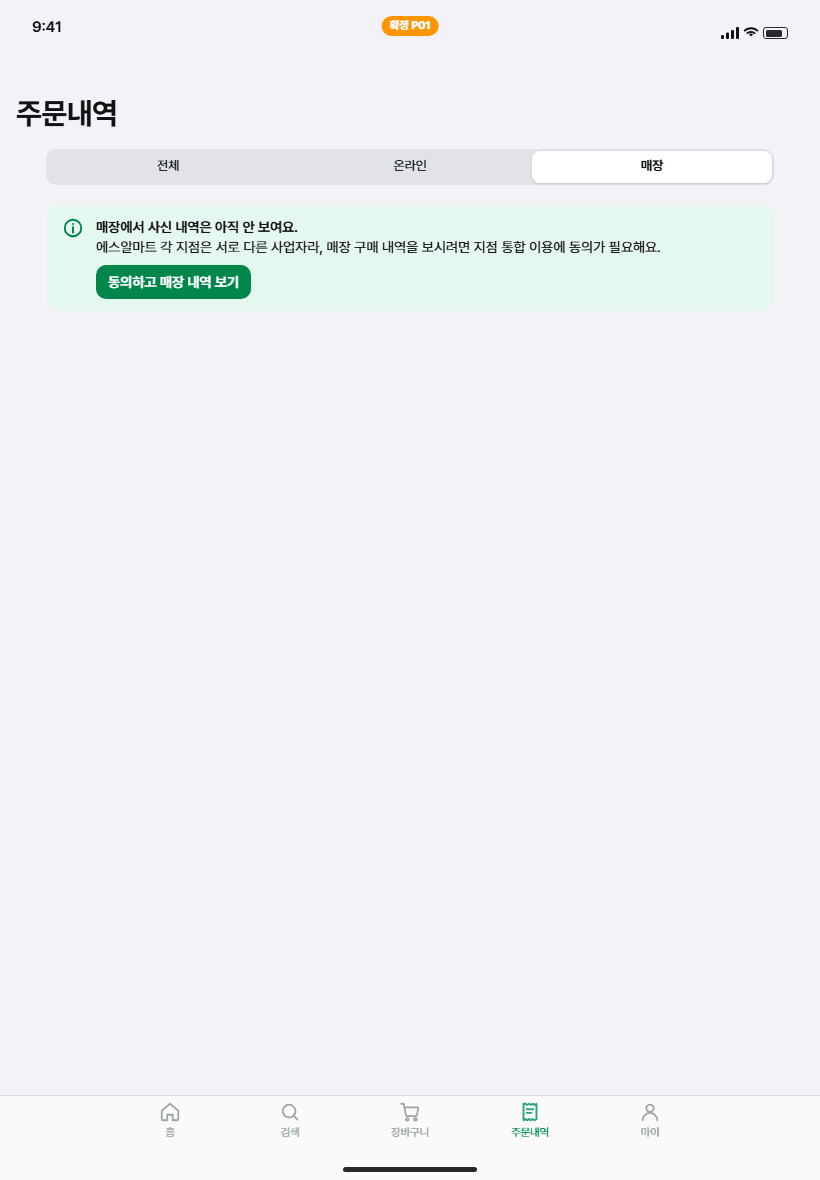 9:41
확정 P01
주문내역
전체
온라인
매장
매장에서 사신 내역은 아직 안 보여요.
에스알마트 각 지점은 서로 다른 사업자라, 매장 구매 내역을 보시려면 지점 통합 이용에 동의가 필요해요.
동의하고 매장 내역 보기
홈
검색
장바구니
주문내역
마이